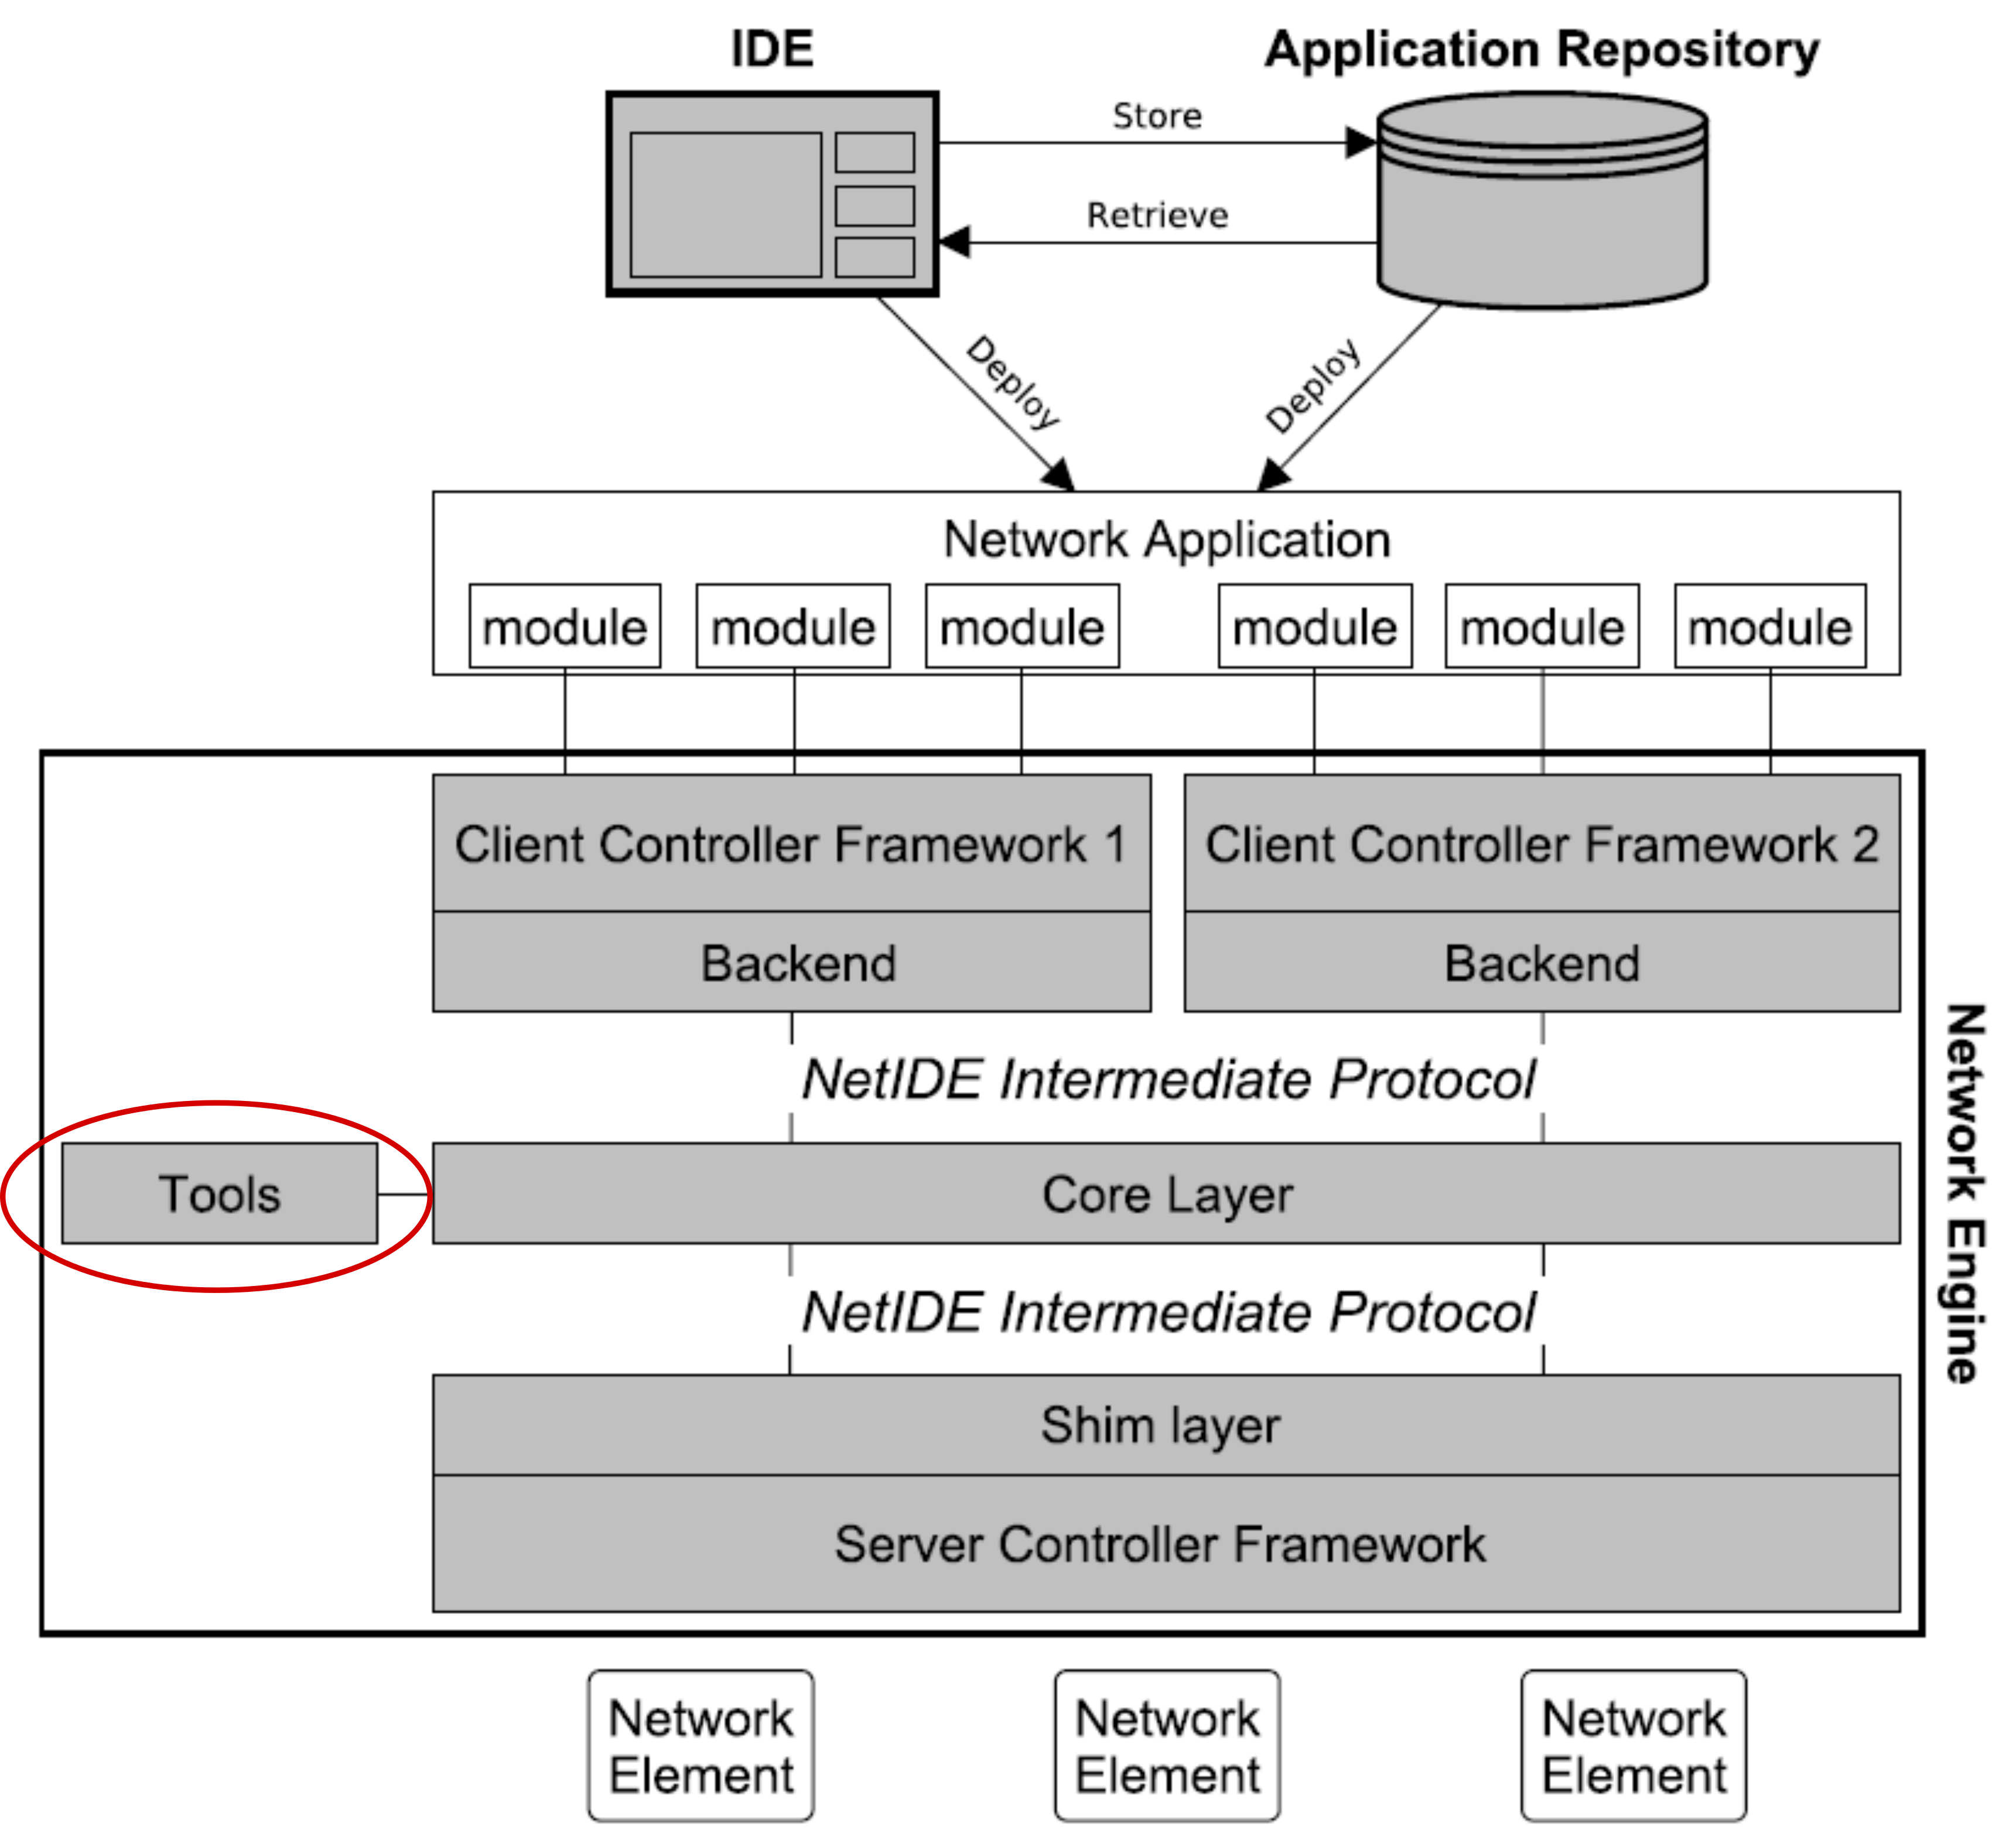 IDE
Application Repository
Store
Retrieve
Deploy
Deploy
Network Application
module
module
module
module
module
module
Client Controller Framework 1
Client Controller Framework 2
Backend
Backend
NetIDE Intermediate Protocol
Tools
Core Layer
NetIDE Intermediate Protocol
Shim layer
Server Controller Framework
Network Engine
Network
Element
Network
Element
Network
Element